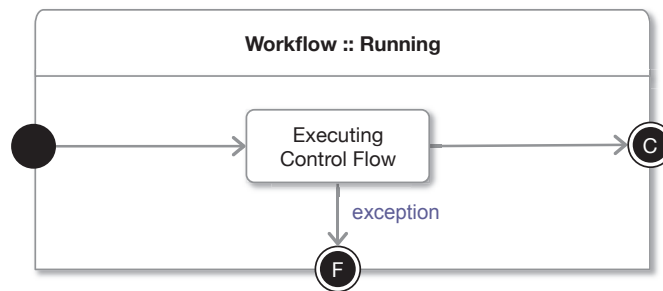 Workflow :: Running
Executing
Control Flow
C
exception
F